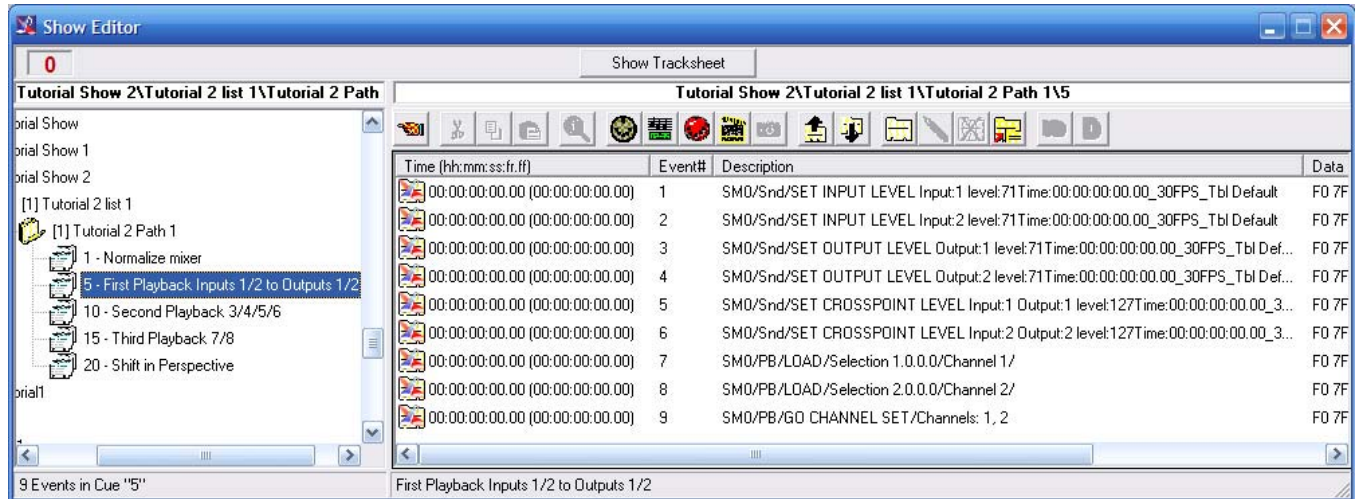 Show Editor
0
Show Tracksheet
Tutorial Show 2\Tutorial 2 list 1\Tutorial 2 Path
Tutorial Show 2\Tutorial 2 list 1\Tutorial 2 Path 1\5
orial Show
orial Show 1
orial Show 2
[1] Tutorial 2 list 1
[1] Tutorial 2 Path 1
1 - Normalize mixer
5 - First Playback Inputs 1/2 to Outputs 1/2
10 - Second Playback 3/4/5/6
15 - Third Playback 7/8
20 - Shift in Perspective
orial1
Time (hh:mm:ss:fr.ff) Event# Description Data
00:00:00:00.00 (00:00:00:00.00) 1 SM0/Snd/SET INPUT LEVEL Input:1 level:71Time:00:00:00:00.00_30FPS_Tbl Default F0 7F
00:00:00:00.00 (00:00:00:00.00) 2 SM0/Snd/SET INPUT LEVEL Input:2 level:71Time:00:00:00:00.00_30FPS_Tbl Default F0 7F
00:00:00:00.00 (00:00:00:00.00) 3 SM0/Snd/SET OUTPUT LEVEL Output:1 level:71Time:00:00:00:00.00_30FPS_Tbl Def... F0 7F
00:00:00:00.00 (00:00:00:00.00) 4 SM0/Snd/SET OUTPUT LEVEL Output:2 level:71Time:00:00:00:00.00_30FPS_Tbl Def... F0 7F
00:00:00:00.00 (00:00:00:00.00) 5 SM0/Snd/SET CROSSPOINT LEVEL Input:1 Output:1 level:127Time:00:00:00:00.00_3... F0 7F
00:00:00:00.00 (00:00:00:00.00) 6 SM0/Snd/SET CROSSPOINT LEVEL Input:2 Output:2 level:127Time:00:00:00:00.00_3... F0 7F
00:00:00:00.00 (00:00:00:00.00) 7 SM0/PB/LOAD/Selection 1.0.0.0/Channel 1/ F0 7F
00:00:00:00.00 (00:00:00:00.00) 8 SM0/PB/LOAD/Selection 2.0.0.0/Channel 2/ F0 7F
00:00:00:00.00 (00:00:00:00.00) 9 SM0/PB/GO CHANNEL SET/Channels: 1, 2 F0 7F
9 Events in Cue "5"
First Playback Inputs 1/2 to Outputs 1/2